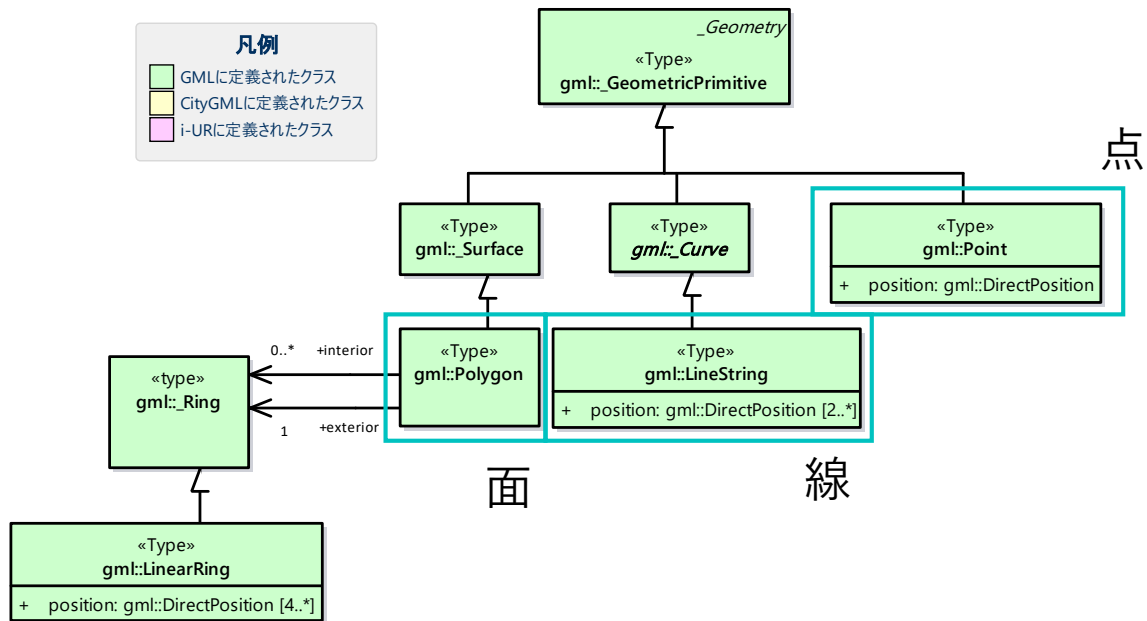 凡例
GMLに定義されたクラス
CityGMLに定義されたクラス
i-URに定義されたクラス
_Geometry
«Type»
gml::_GeometricPrimitive
点
«Type»
gml::_Surface
«Type»
gml::_Curve
«Type»
gml::Point
+ position: gml::DirectPosition
«type»
gml::_Ring
0..* +interior
1 +exterior
«Type»
gml::Polygon
«Type»
gml::LineString
+ position: gml::DirectPosition [2..*]
面
線
«Type»
gml::LinearRing
+ position: gml::DirectPosition [4..*]